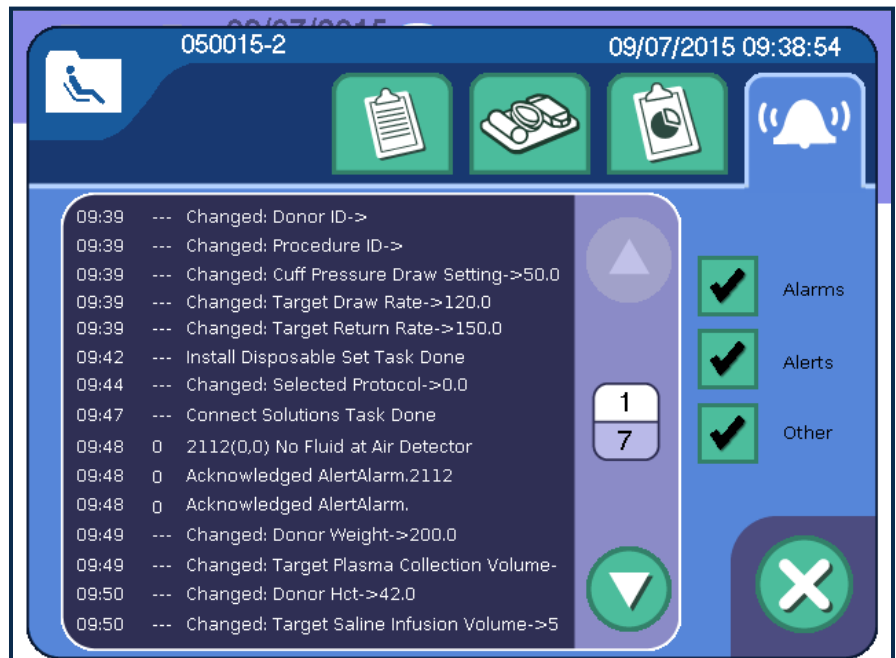 09/07/2015
050015-2 09/07/2015 09:38:54
09:39 --- Changed: Donor ID->
09:39 --- Changed: Procedure ID->
09:39 --- Changed: Cuff Pressure Draw Setting->50.0
09:39 --- Changed: Target Draw Rate->120.0
09:39 --- Changed: Target Return Rate->150.0
09:42 --- Install Disposable Set Task Done
09:44 --- Changed: Selected Protocol->0.0
09:47 --- Connect Solutions Task Done
09:48 0 2112(0,0) No Fluid at Air Detector
09:48 0 Acknowledged AlertAlarm.2112
09:48 0 Acknowledged AlertAlarm.
09:49 --- Changed: Donor Weight->200.0
09:49 --- Changed: Target Plasma Collection Volume-
09:50 --- Changed: Donor Hct->42.0
09:50 --- Changed: Target Saline Infusion Volume->5
1
7
Alarms
Alerts
Other